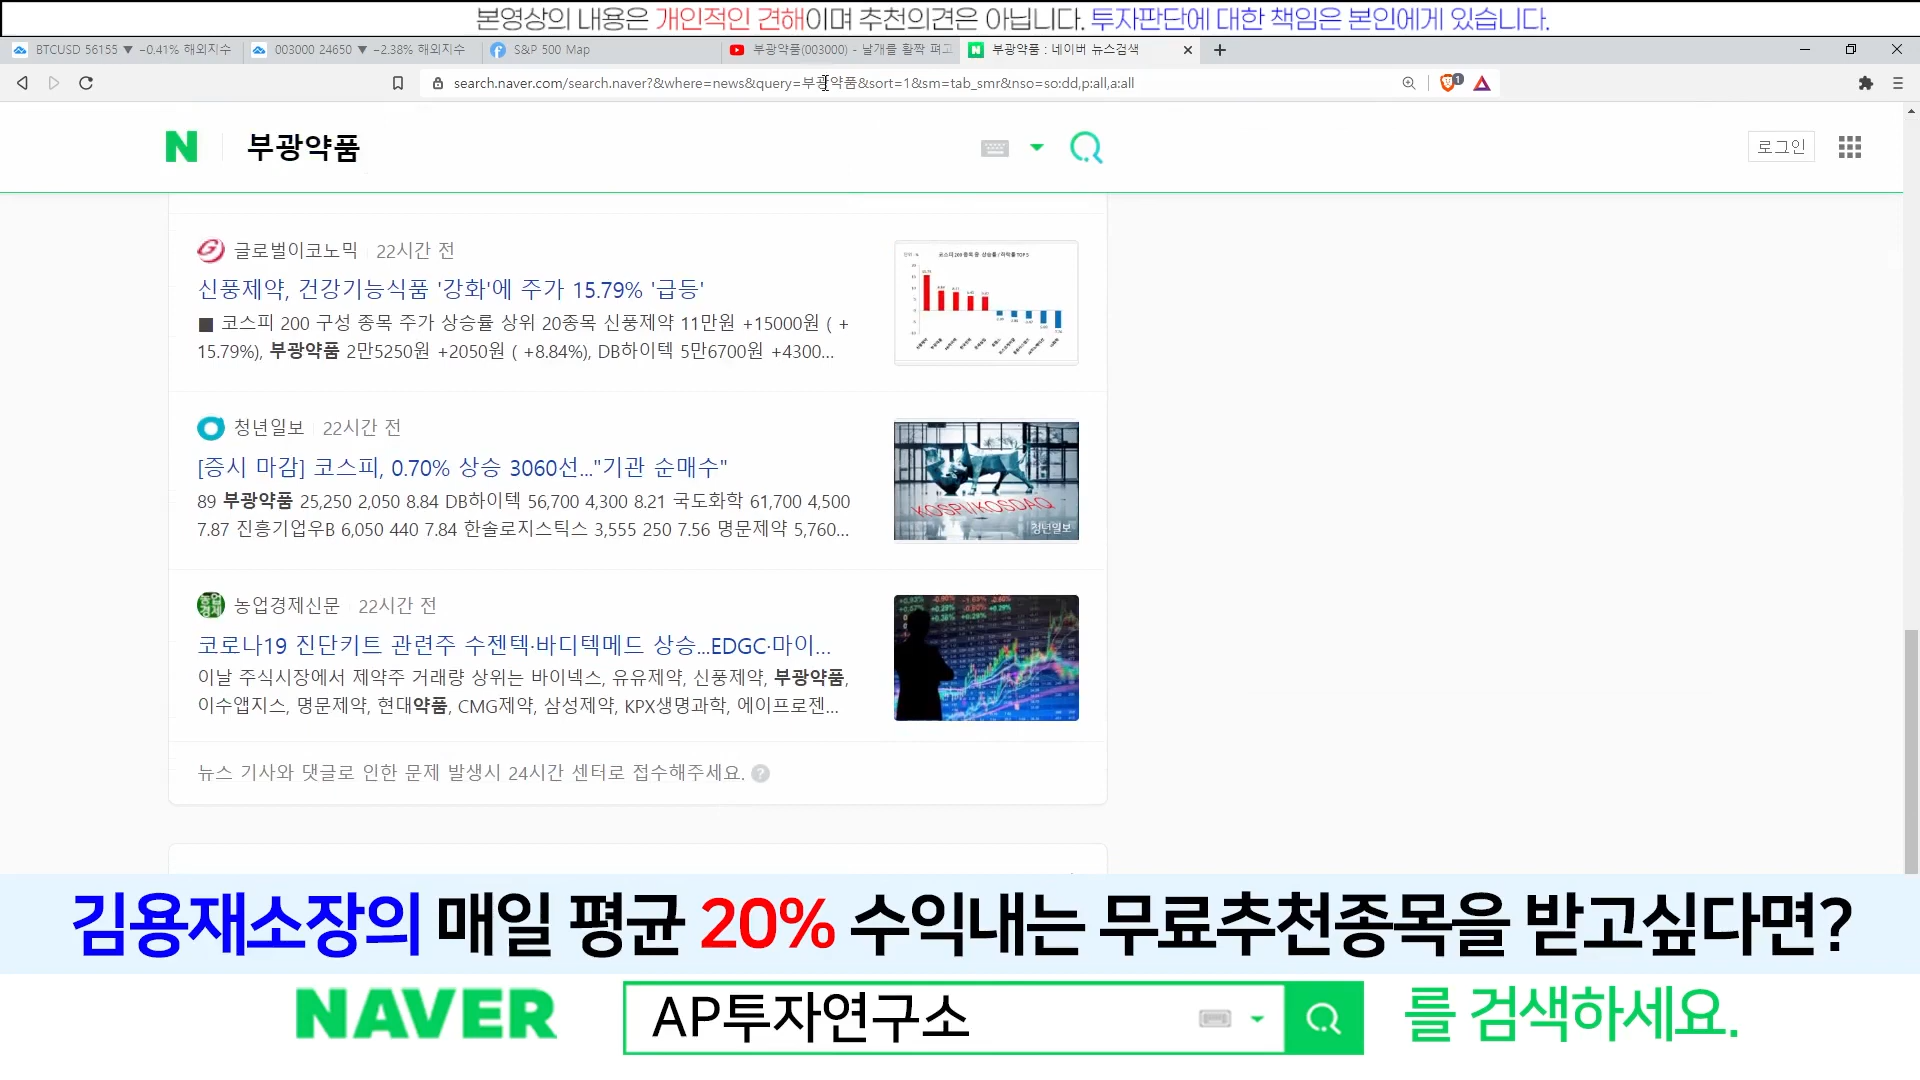 본영상의 내용은 개인적인 견해이며 추천의견은 아닙니다. 투자판단에 대한 책임은 본인에게 있습니다.
BTCUSD 56155 ▼ −0.41% 해외지수
003000 24650 ▼ −2.38% 해외지수
S&P 500 Map
부광약품(003000) - 날개를 활짝 펴고
부광약품 : 네이버 뉴스검색
search.naver.com/search.naver?&where=news&query=부광약품&sort=1&sm=tab_smr&nso=so:dd,p:all,a:all
1
N 부광약품
로그인
글로벌이코노믹 22시간 전
신풍제약, 건강기능식품 '강화'에 주가 15.79% '급등'
■ 코스피 200 구성 종목 주가 상승률 상위 20종목 신풍제약 11만원 +15000원 ( +
15.79%), 부광약품 2만5250원 +2050원 ( +8.84%), DB하이텍 5만6700원 +4300...
청년일보 22시간 전
[증시 마감] 코스피, 0.70% 상승 3060선..."기관 순매수"
89 부광약품 25,250 2,050 8.84 DB하이텍 56,700 4,300 8.21 국도화학 61,700 4,500
7.87 진흥기업우B 6,050 440 7.84 한솔로지스틱스 3,555 250 7.56 명문제약 5,760...
KOSPI/KOSDAQ
청년일보
농업경제신문 22시간 전
코로나19 진단키트 관련주 수젠텍·바디텍메드 상승...EDGC·마이...
이날 주식시장에서 제약주 거래량 상위는 바이넥스, 유유제약, 신풍제약, 부광약품,
이수앱지스, 명문제약, 현대약품, CMG제약, 삼성제약, KPX생명과학, 에이프로젠...
뉴스 기사와 댓글로 인한 문제 발생시 24시간 센터로 접수해주세요. ?
김용재소장의 매일 평균 20% 수익내는 무료추천종목을 받고싶다면?
NAVER AP투자연구소 를 검색하세요.